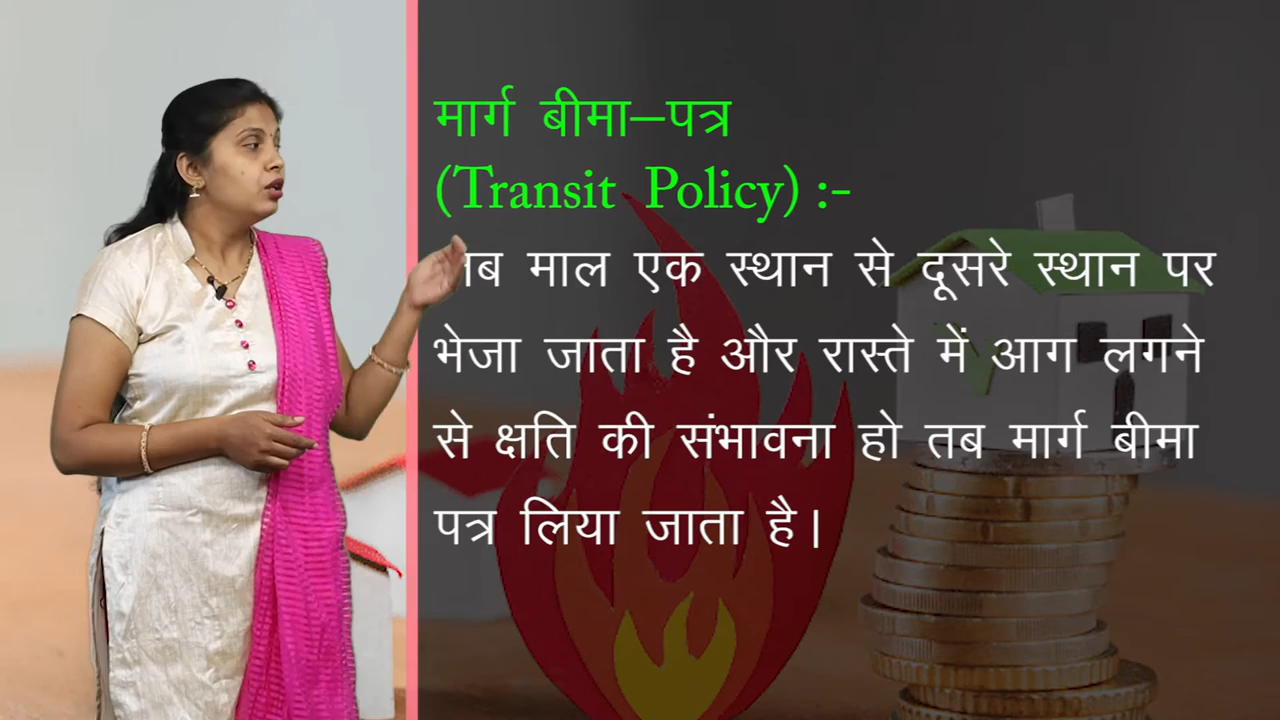 मार्ग बीमा–पत्र
(Transit Policy) :-
माल एक स्थान से दूसरे स्थान पर
भेजा जाता है और रास्ते में आग लगने
से क्षति की संभावना हो तब मार्ग बीमा
पत्र लिया जाता है।